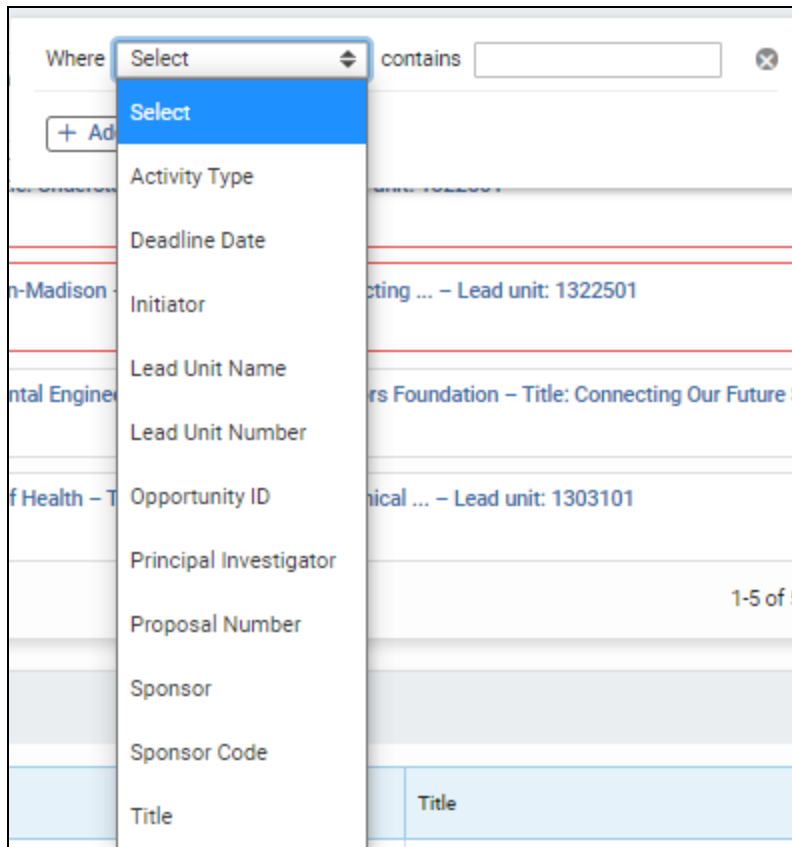 Where Select contains
Select
+ Ad
Activity Type
Deadline Date
Initiator
n-Madison - cting ... – Lead unit: 1322501
Lead Unit Name
ntal Engine rs Foundation – Title: Connecting Our Future
Lead Unit Number
f Health – T Opportunity ID nical ... – Lead unit: 1303101
Principal Investigator
1-5 of
Proposal Number
Sponsor
Sponsor Code
Title
Title